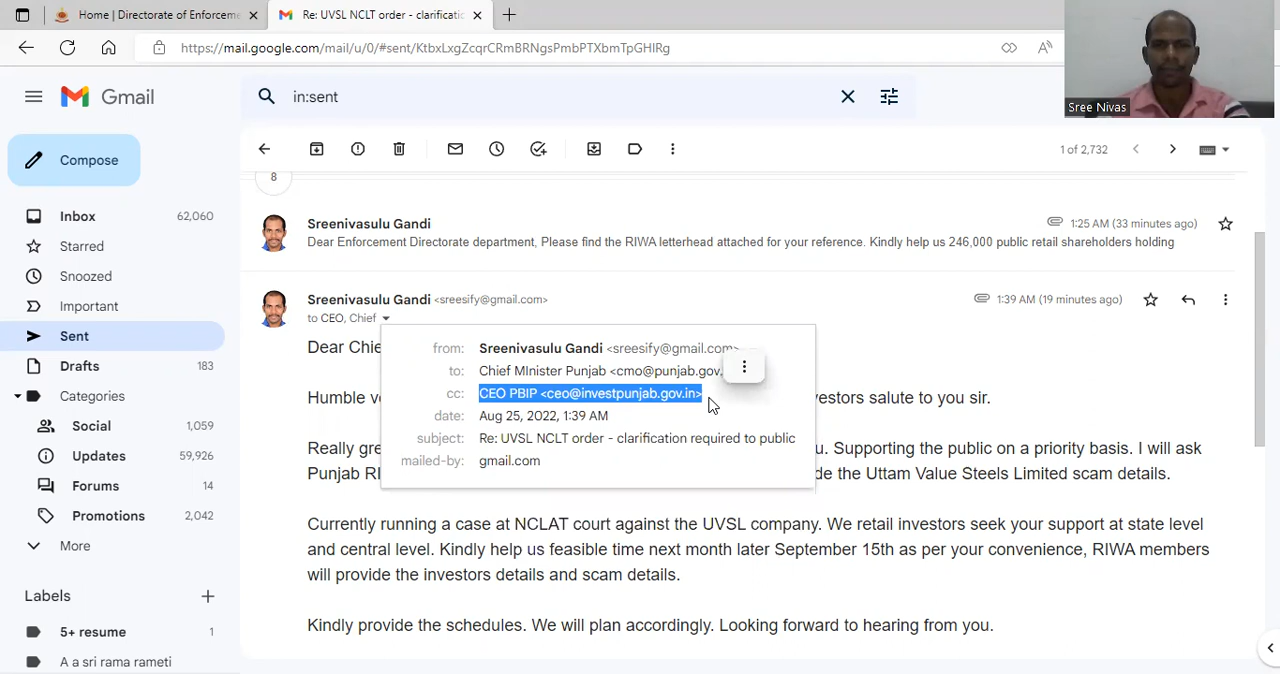 Home | Directorate of Enforceme
Re: UVSL NCLT order - clarificatio
https://mail.google.com/mail/u/0/#sent/KtbxLxgZcqrCRmBRNgsPmbPTXbmTpGHlRg
Sree Nivas
Gmail
in:sent
Compose
1 of 2,732
8
Inbox 62,060
Starred
Snoozed
Important
Sent
Drafts 183
Categories
Social 1,059
Updates 59,926
Forums 14
Promotions 2,042
More
Labels
5+ resume 1
A a sri rama rameti
Sreenivasulu Gandi 1:25 AM (33 minutes ago)
Dear Enforcement Directorate department, Please find the RIWA letterhead attached for your reference. Kindly help us 246,000 public retail shareholders holding
Sreenivasulu Gandi <sreesify@gmail.com> 1:39 AM (19 minutes ago)
to CEO, Chief
Dear Chie
from: Sreenivasulu Gandi <sreesify@gmail.com>
to: Chief MInister Punjab <cmo@punjab.gov.
cc: CEO PBIP <ceo@investpunjab.gov.in>
date: Aug 25, 2022, 1:39 AM
subject: Re: UVSL NCLT order - clarification required to public
mailed-by: gmail.com
Humble v vestors salute to you sir.
Really gre u. Supporting the public on a priority basis. I will ask
Punjab RI de the Uttam Value Steels Limited scam details.
Currently running a case at NCLAT court against the UVSL company. We retail investors seek your support at state level
and central level. Kindly help us feasible time next month later September 15th as per your convenience, RIWA members
will provide the investors details and scam details.
Kindly provide the schedules. We will plan accordingly. Looking forward to hearing from you.